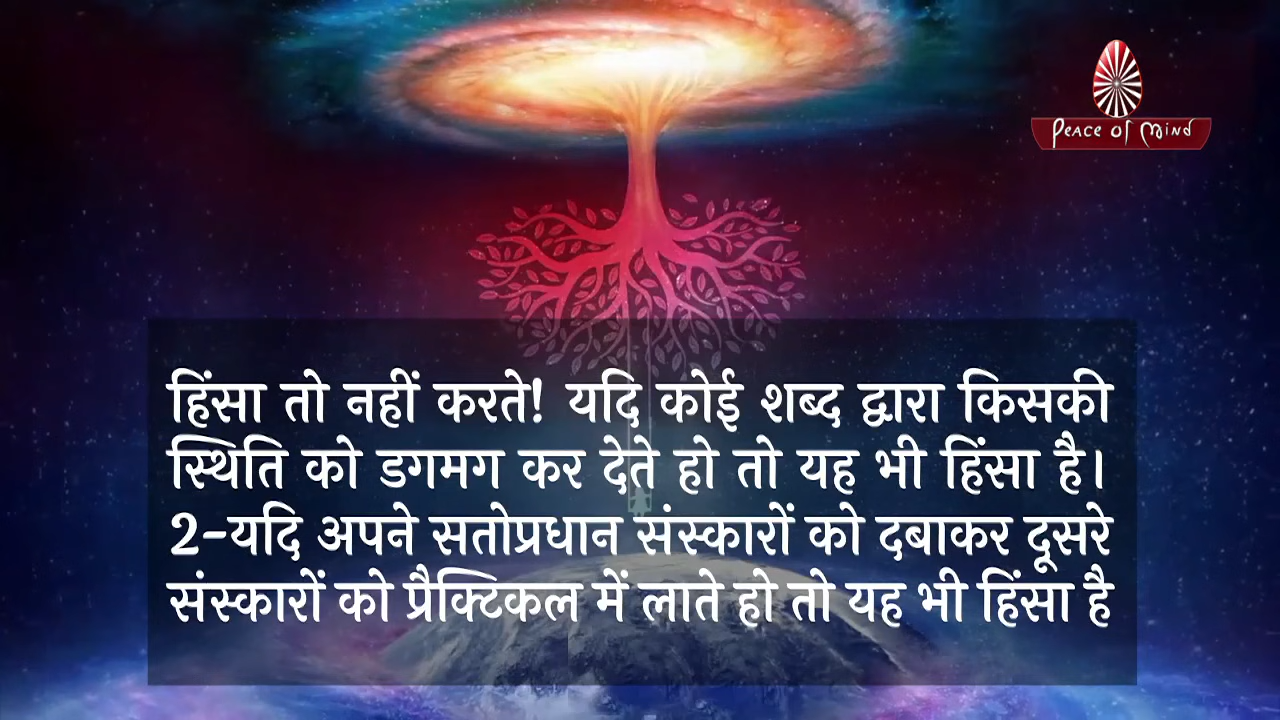 Peace of Mind
हिंसा तो नहीं करते! यदि कोई शब्द द्वारा किसकी
स्थिति को डगमग कर देते हो तो यह भी हिंसा है।
2-यदि अपने सतोप्रधान संस्कारों को दबाकर दूसरे
संस्कारों को प्रैक्टिकल में लाते हो तो यह भी हिंसा है